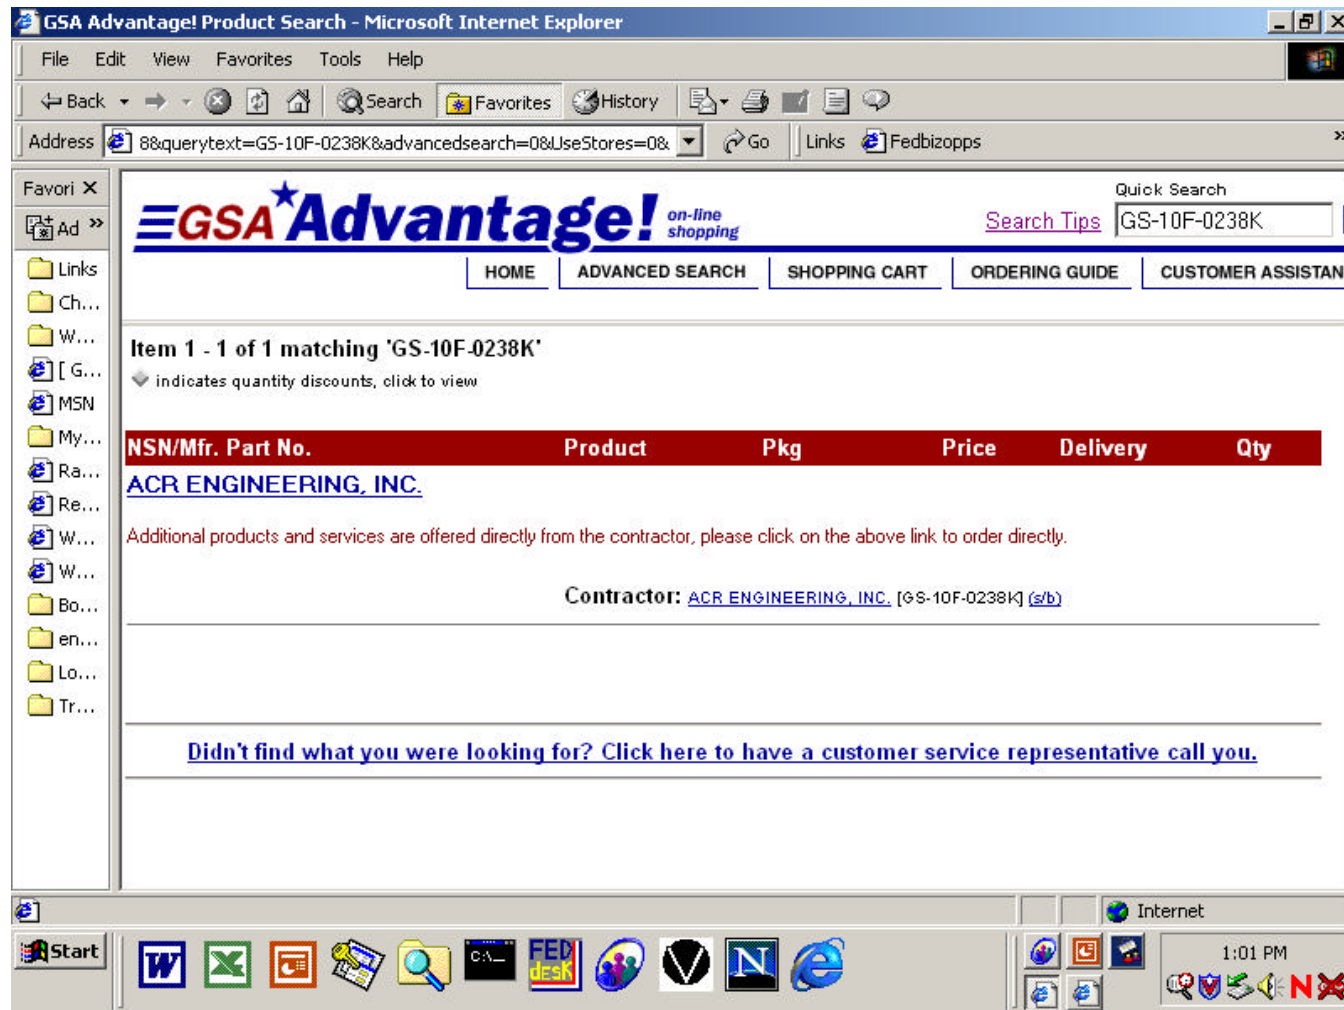 GSA Advantage! Product Search - Microsoft Internet Explorer
File Edit View Favorites Tools Help
Back Search Favorites History
Address 8&querytext=GS-10F-0238K&advancedsearch=0&UseStores=0& Go Links Fedbizopps »
Favori X
Ad »
Links
Ch...
W...
[ G...
MSN
My...
Ra...
Re...
W...
W...
Bo...
en...
Lo...
Tr...
GSA Advantage! on-line shopping
Quick Search
Search Tips GS-10F-0238K
HOME ADVANCED SEARCH SHOPPING CART ORDERING GUIDE CUSTOMER ASSISTAN
Item 1 - 1 of 1 matching 'GS-10F-0238K'
indicates quantity discounts, click to view
NSN/Mfr. Part No. Product Pkg Price Delivery Qty
ACR ENGINEERING, INC.
Additional products and services are offered directly from the contractor, please click on the above link to order directly.
Contractor: ACR ENGINEERING, INC. [GS-10F-0238K] (s/b)
Didn't find what you were looking for? Click here to have a customer service representative call you.
Internet
Start W X C:\_ FED desk V N 1:01 PM
N